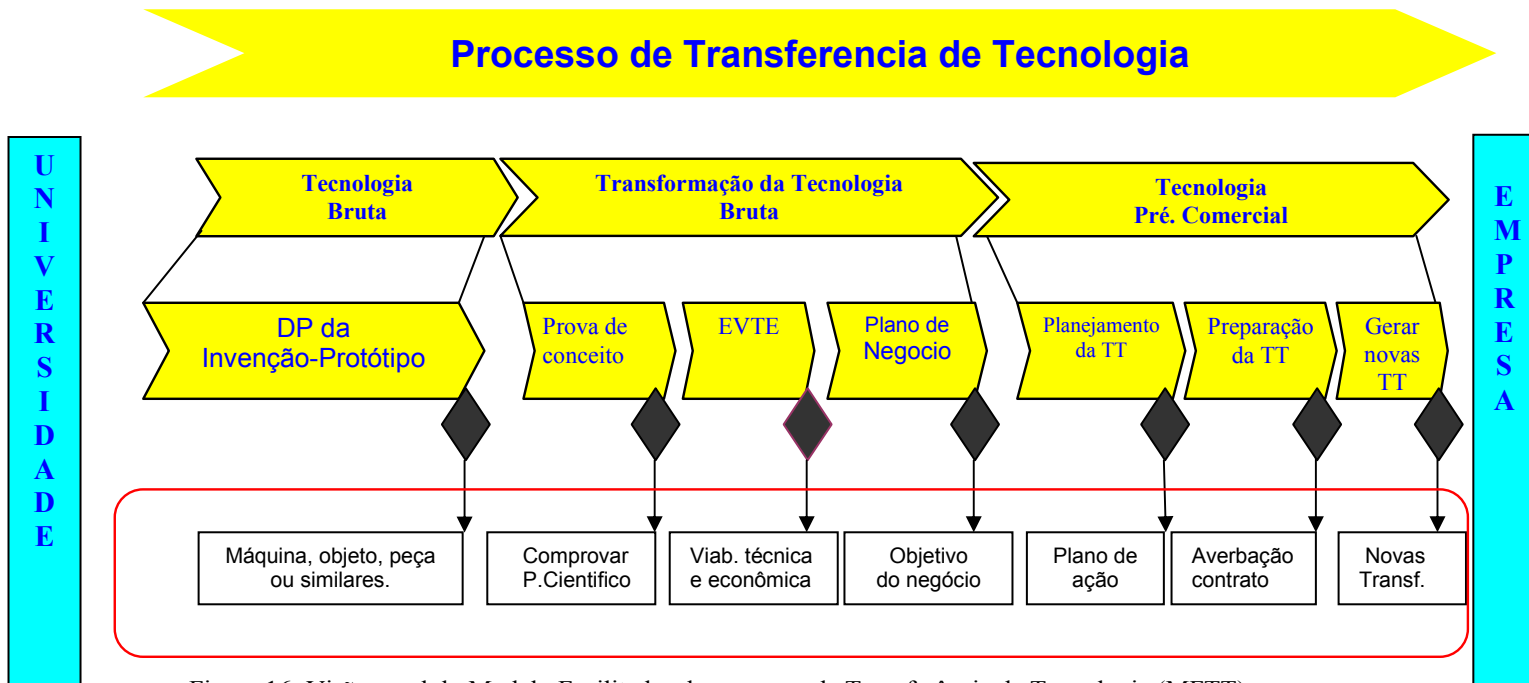 Processo de Transferencia de Tecnologia
UNIVERSIDADE
EMPRESA
Tecnologia
Bruta
Transformação da Tecnologia
Bruta
Tecnologia
Pré. Comercial
DP da
Invenção-Protótipo
Prova de
conceito
EVTE
Plano de
Negocio
Planejamento
da TT
Preparação
da TT
Gerar
novas
TT
Máquina, objeto, peça
ou similares.
Comprovar
P.Cientifico
Viab. técnica
e econômica
Objetivo
do negócio
Plano de
ação
Averbação
contrato
Novas
Transf.